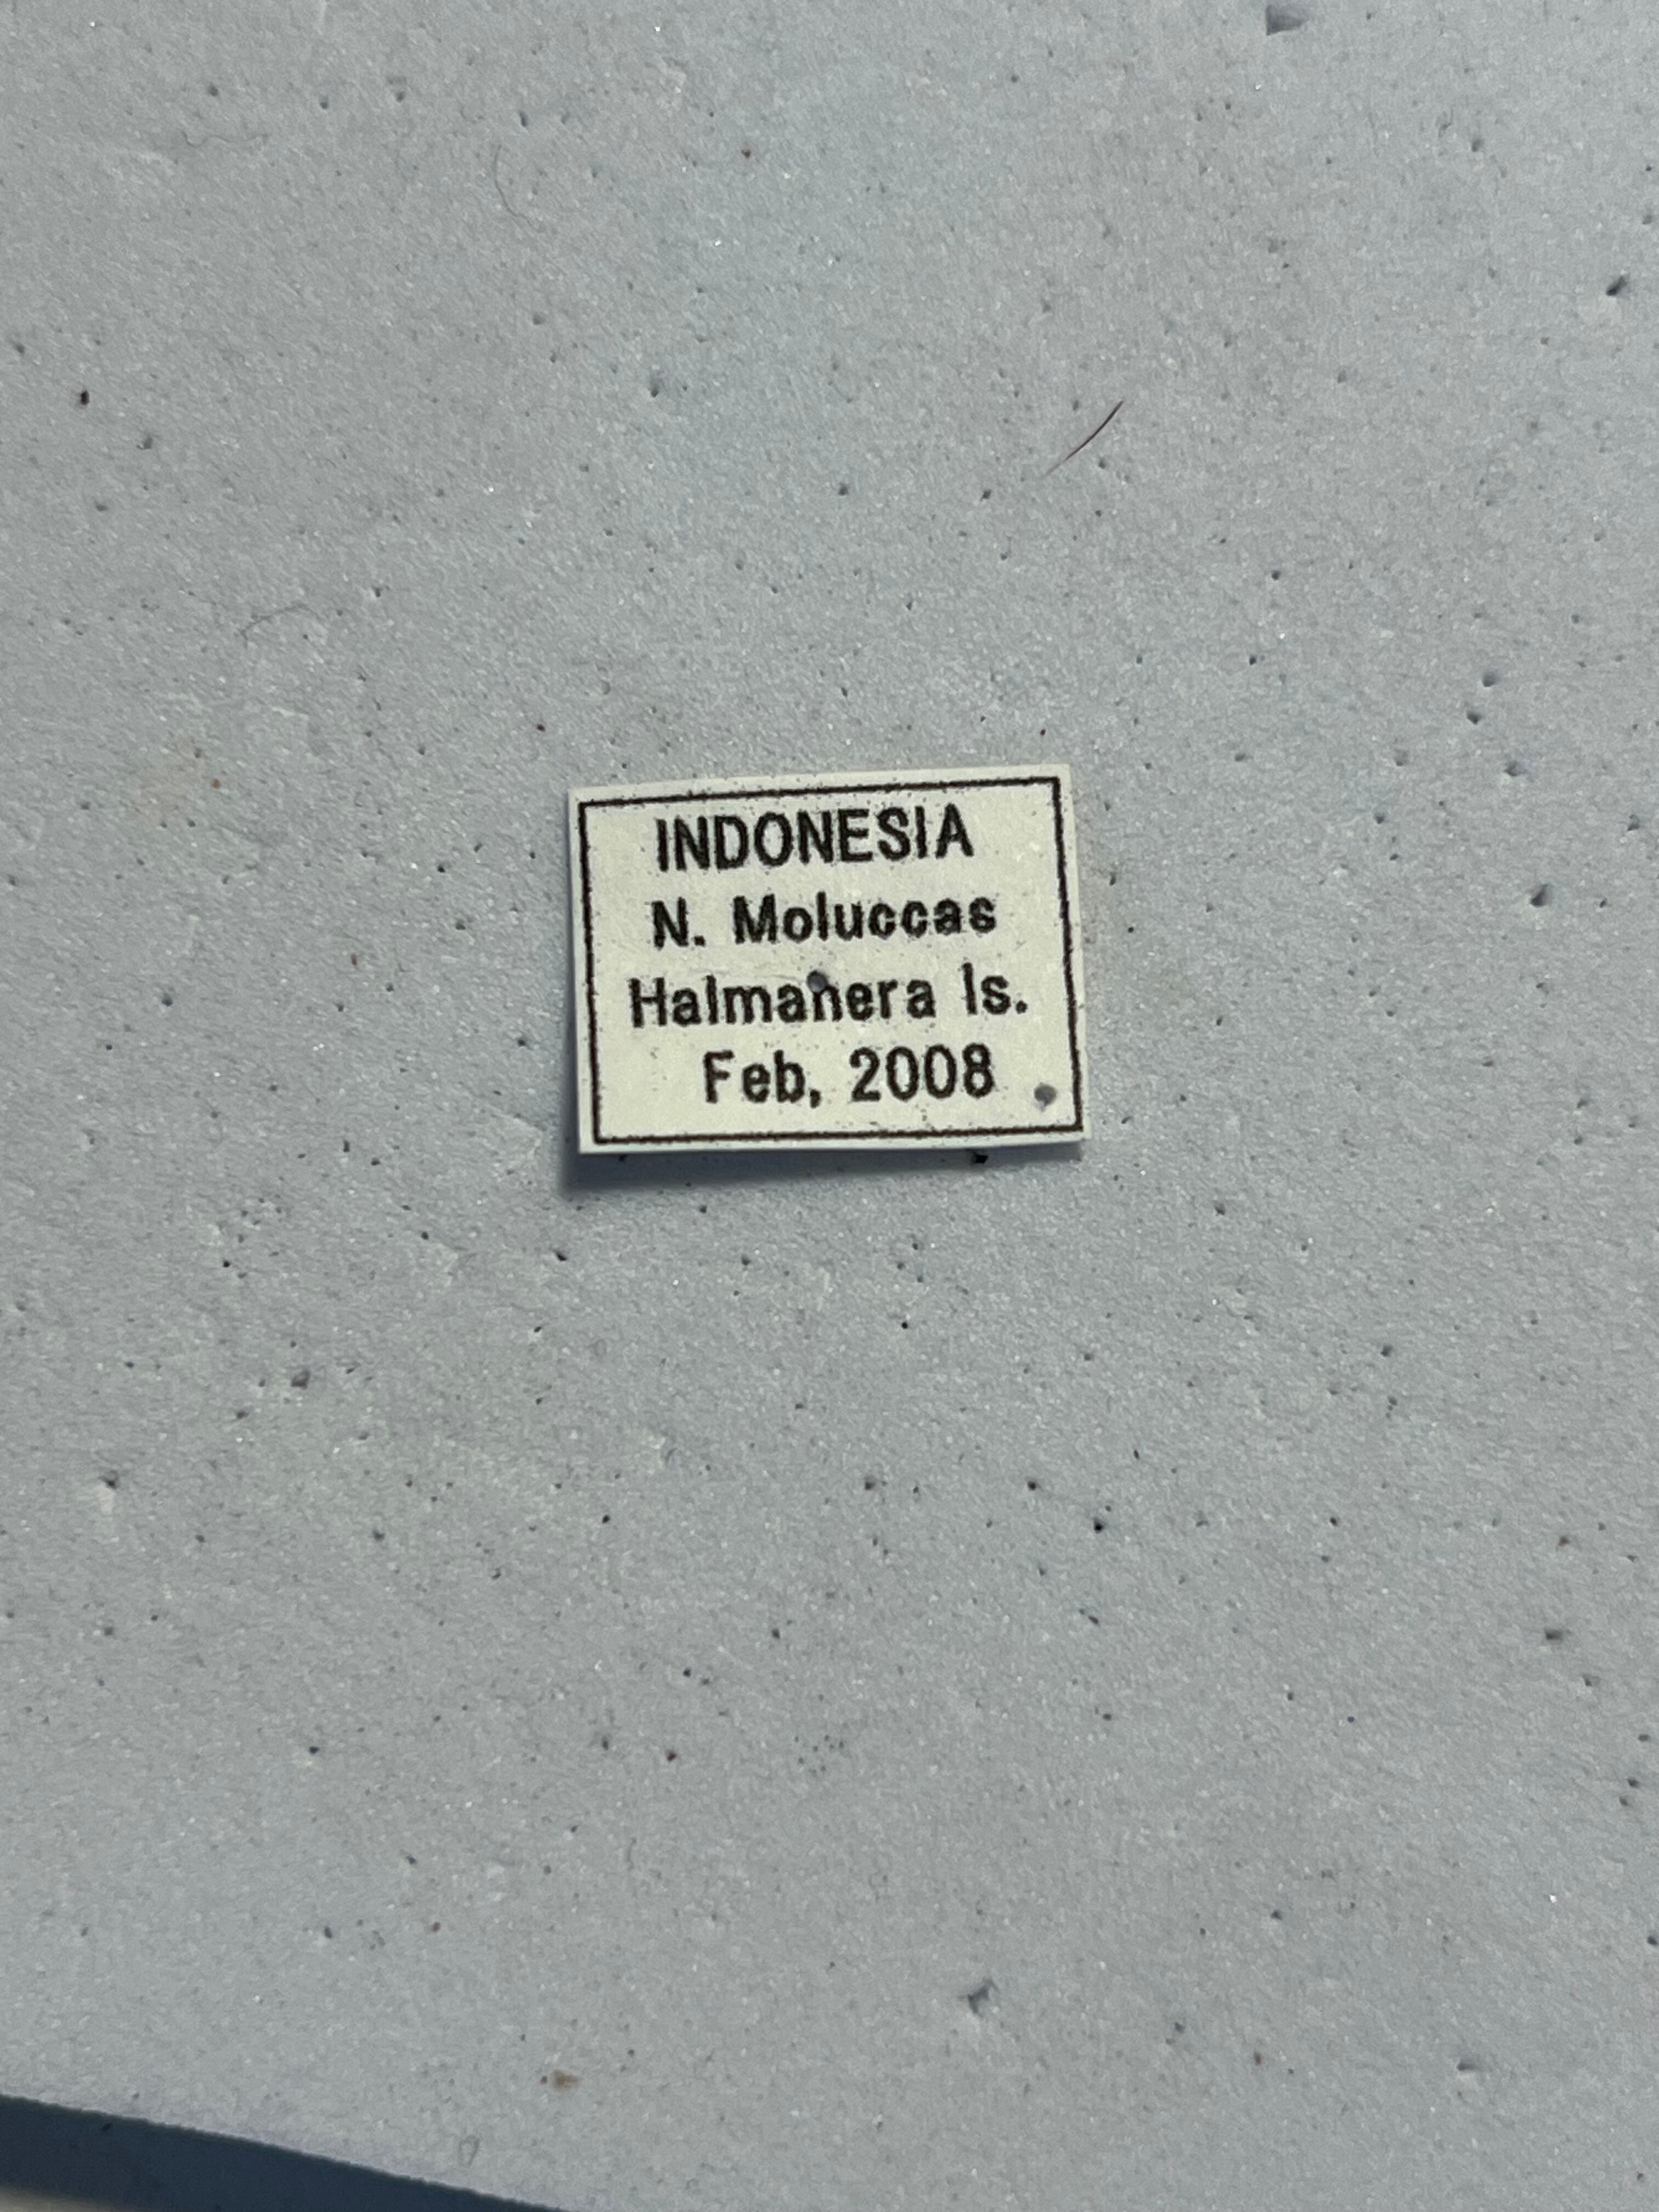 INDONESIA
N. Moluccas
Halmahera Is.
Feb, 2008